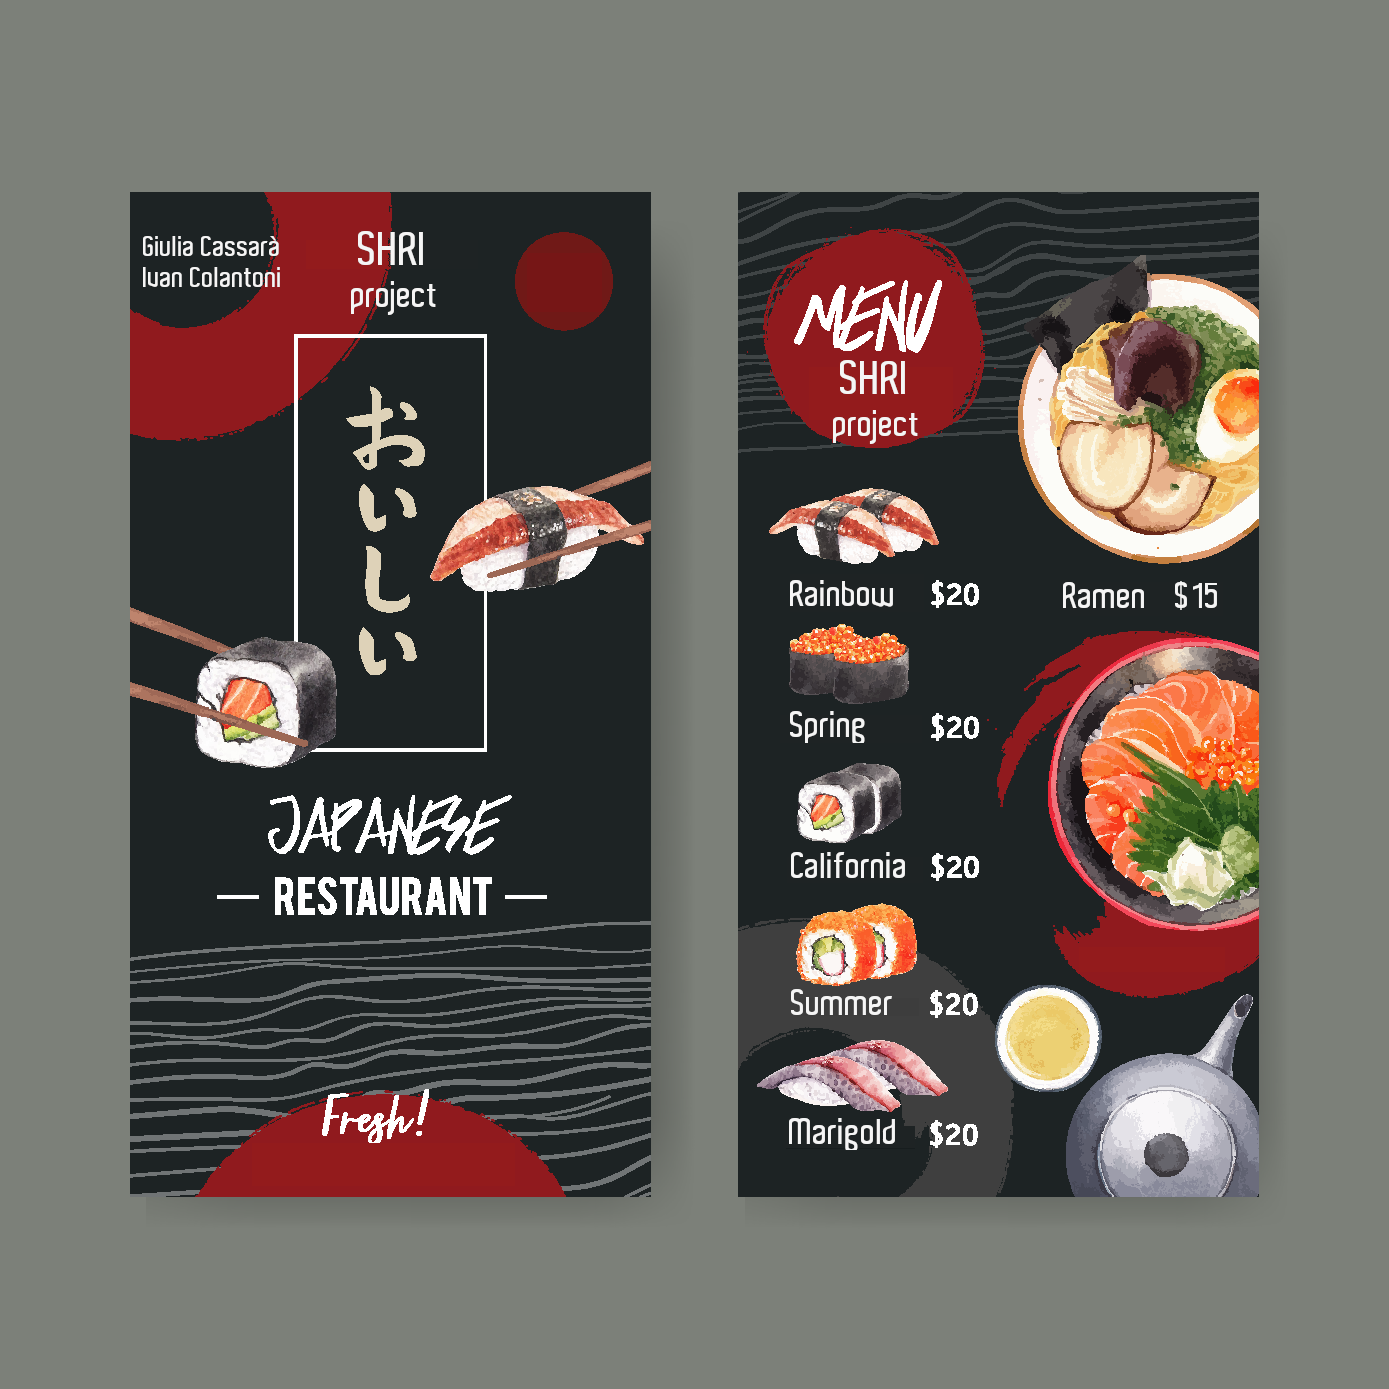 Giulia Cassarà
Ivan Colantoni
SHRI
project
おいしい
JAPANESE
RESTAURANT
Fresh!
MENU
SHRI
project
Rainbow $20
Ramen $15
Spring $20
California $20
Summer $20
Marigold $20